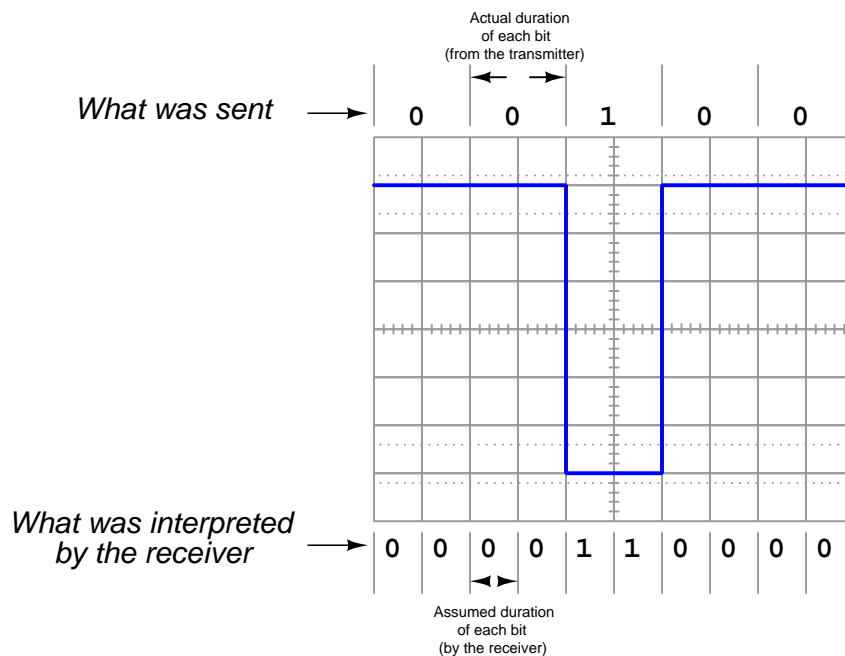 Actual duration
of each bit
(from the transmitter)
What was sent
0 0 1 0 0
What was interpreted
by the receiver
0 0 0 0 1 1 0 0 0 0
Assumed duration
of each bit
(by the receiver)